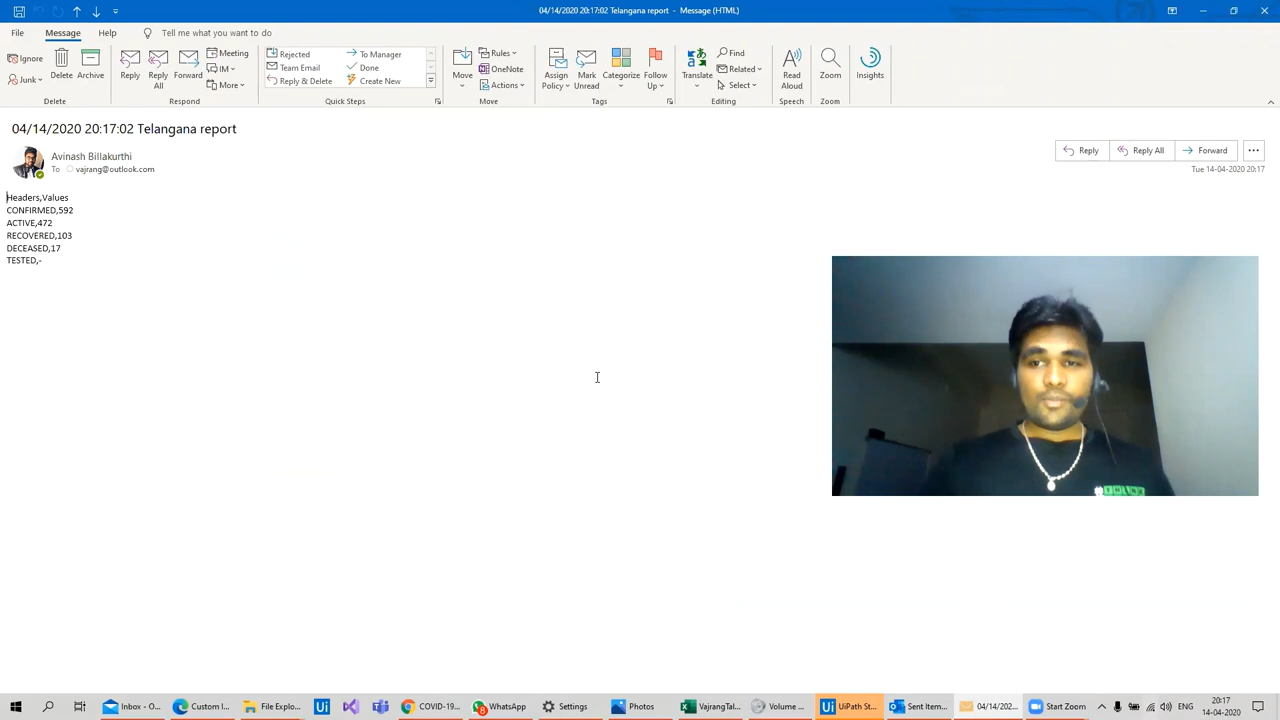 04/14/2020 20:17:02 Telangana report - Message (HTML)
File Message Help Tell me what you want to do
Ignore
Junk
Delete
Archive
Delete
Reply
Reply All
Forward
Meeting
IM
More
Respond
Rejected
Team Email
Reply & Delete
To Manager
Done
Create New
Quick Steps
Move
Rules
OneNote
Actions
Move
Assign Policy
Mark Unread
Categorize
Follow Up
Tags
Translate
Find
Related
Select
Editing
Read Aloud
Speech
Zoom
Zoom
Insights
04/14/2020 20:17:02 Telangana report
Avinash Billakurthi
To vajrang@outlook.com
Reply Reply All Forward
Tue 14-04-2020 20:17
Headers,Values
CONFIRMED,592
ACTIVE,472
RECOVERED,103
DECEASED,17
TESTED,-
Inbox - O... Custom I... File Explo... Ui COVID-19... WhatsApp Settings Photos VajrangTal... Volume ... Ui UiPath St... Sent Item... 04/14/202... Start Zoom ENG 20:17
14-04-2020